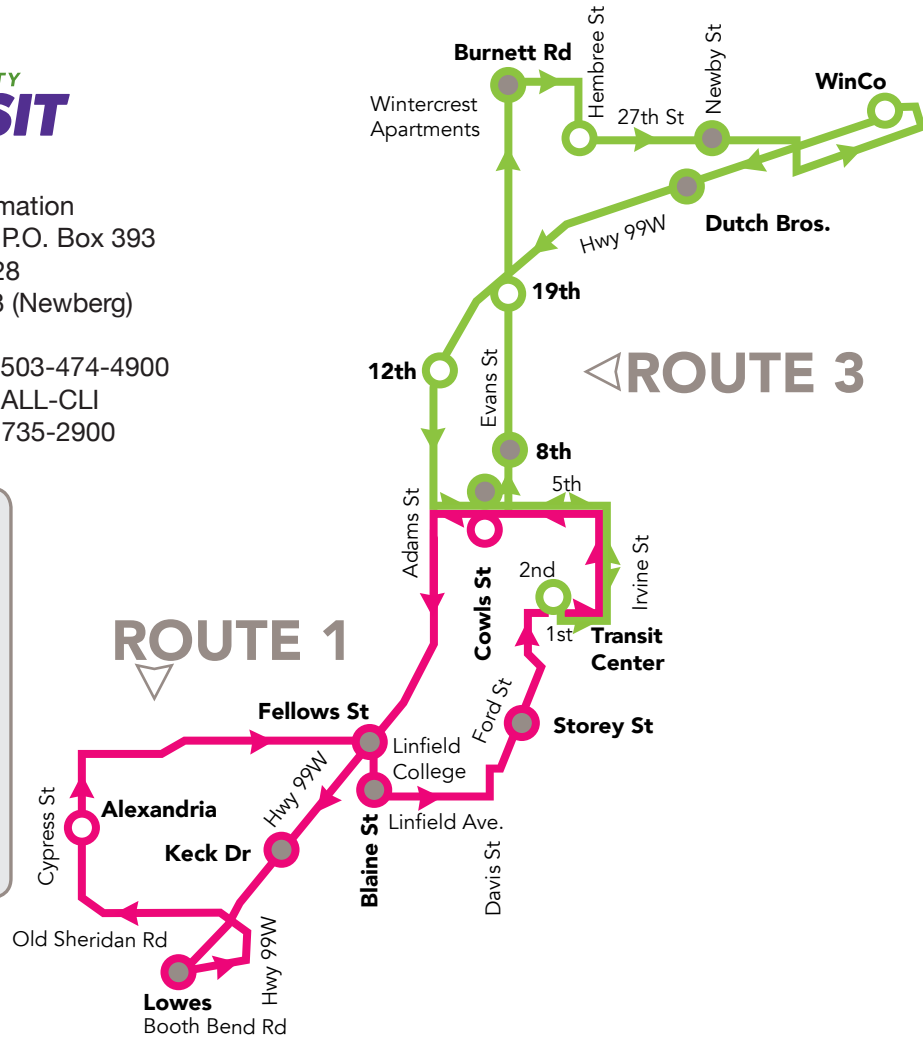 TY
SIT
mation
P.O. Box 393
28
3 (Newberg)
503-474-4900
ALL-CLI
735-2900
Burnett Rd
Wintercrest
Apartments
Hembree St
27th St
Newby St
WinCo
Dutch Bros.
Hwy 99W
19th
12th
Evans St
ROUTE 3
8th
5th
Adams St
Cowls St
2nd
1st
Irvine St
Transit
Center
ROUTE 1
Fellows St
Ford St
Storey St
Linfield
College
Hwy 99W
Cypress St
Alexandria
Keck Dr
Blaine St
Linfield Ave.
Davis St
Old Sheridan Rd
Hwy 99W
Lowes
Booth Bend Rd